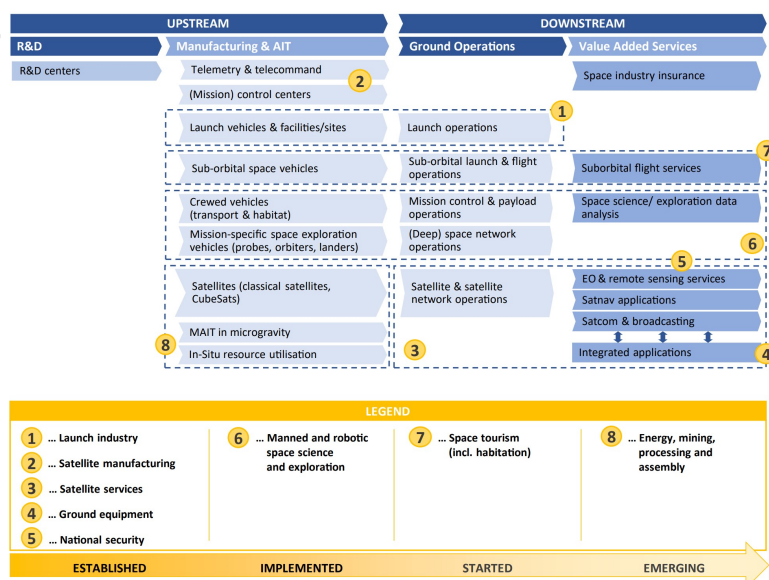 UPSTREAM
DOWNSTREAM
R&D
Manufacturing & AIT
Ground Operations
Value Added Services
R&D centers
Telemetry & telecommand
2
(Mission) control centers
Space industry insurance
1
Launch vehicles & facilities/sites
Launch operations
7
Sub-orbital space vehicles
Sub-orbital launch & flight
operations
Suborbital flight services
Crewed vehicles
(transport & habitat)
Mission control & payload
operations
Space science/ exploration data
analysis
Mission-specific space exploration
vehicles (probes, orbiters, landers)
(Deep) space network
operations
6
5
Satellites (classical satellites,
CubeSats)
Satellite & satellite
network operations
EO & remote sensing services
Satnav applications
Satcom & broadcasting
MAIT in microgravity
8
In-Situ resource utilisation
3
Integrated applications
4
LEGEND
1 ... Launch industry
2 ... Satellite manufacturing
3 ... Satellite services
4 ... Ground equipment
5 ... National security
6 ... Manned and robotic
space science
and exploration
7 ... Space tourism
(incl. habitation)
8 ... Energy, mining,
processing and
assembly
ESTABLISHED
IMPLEMENTED
STARTED
EMERGING